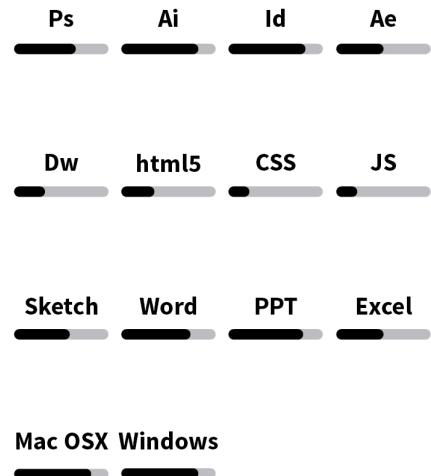 Ps Ai Id Ae
Dw html5 CSS JS
Sketch Word PPT Excel
Mac OSX Windows